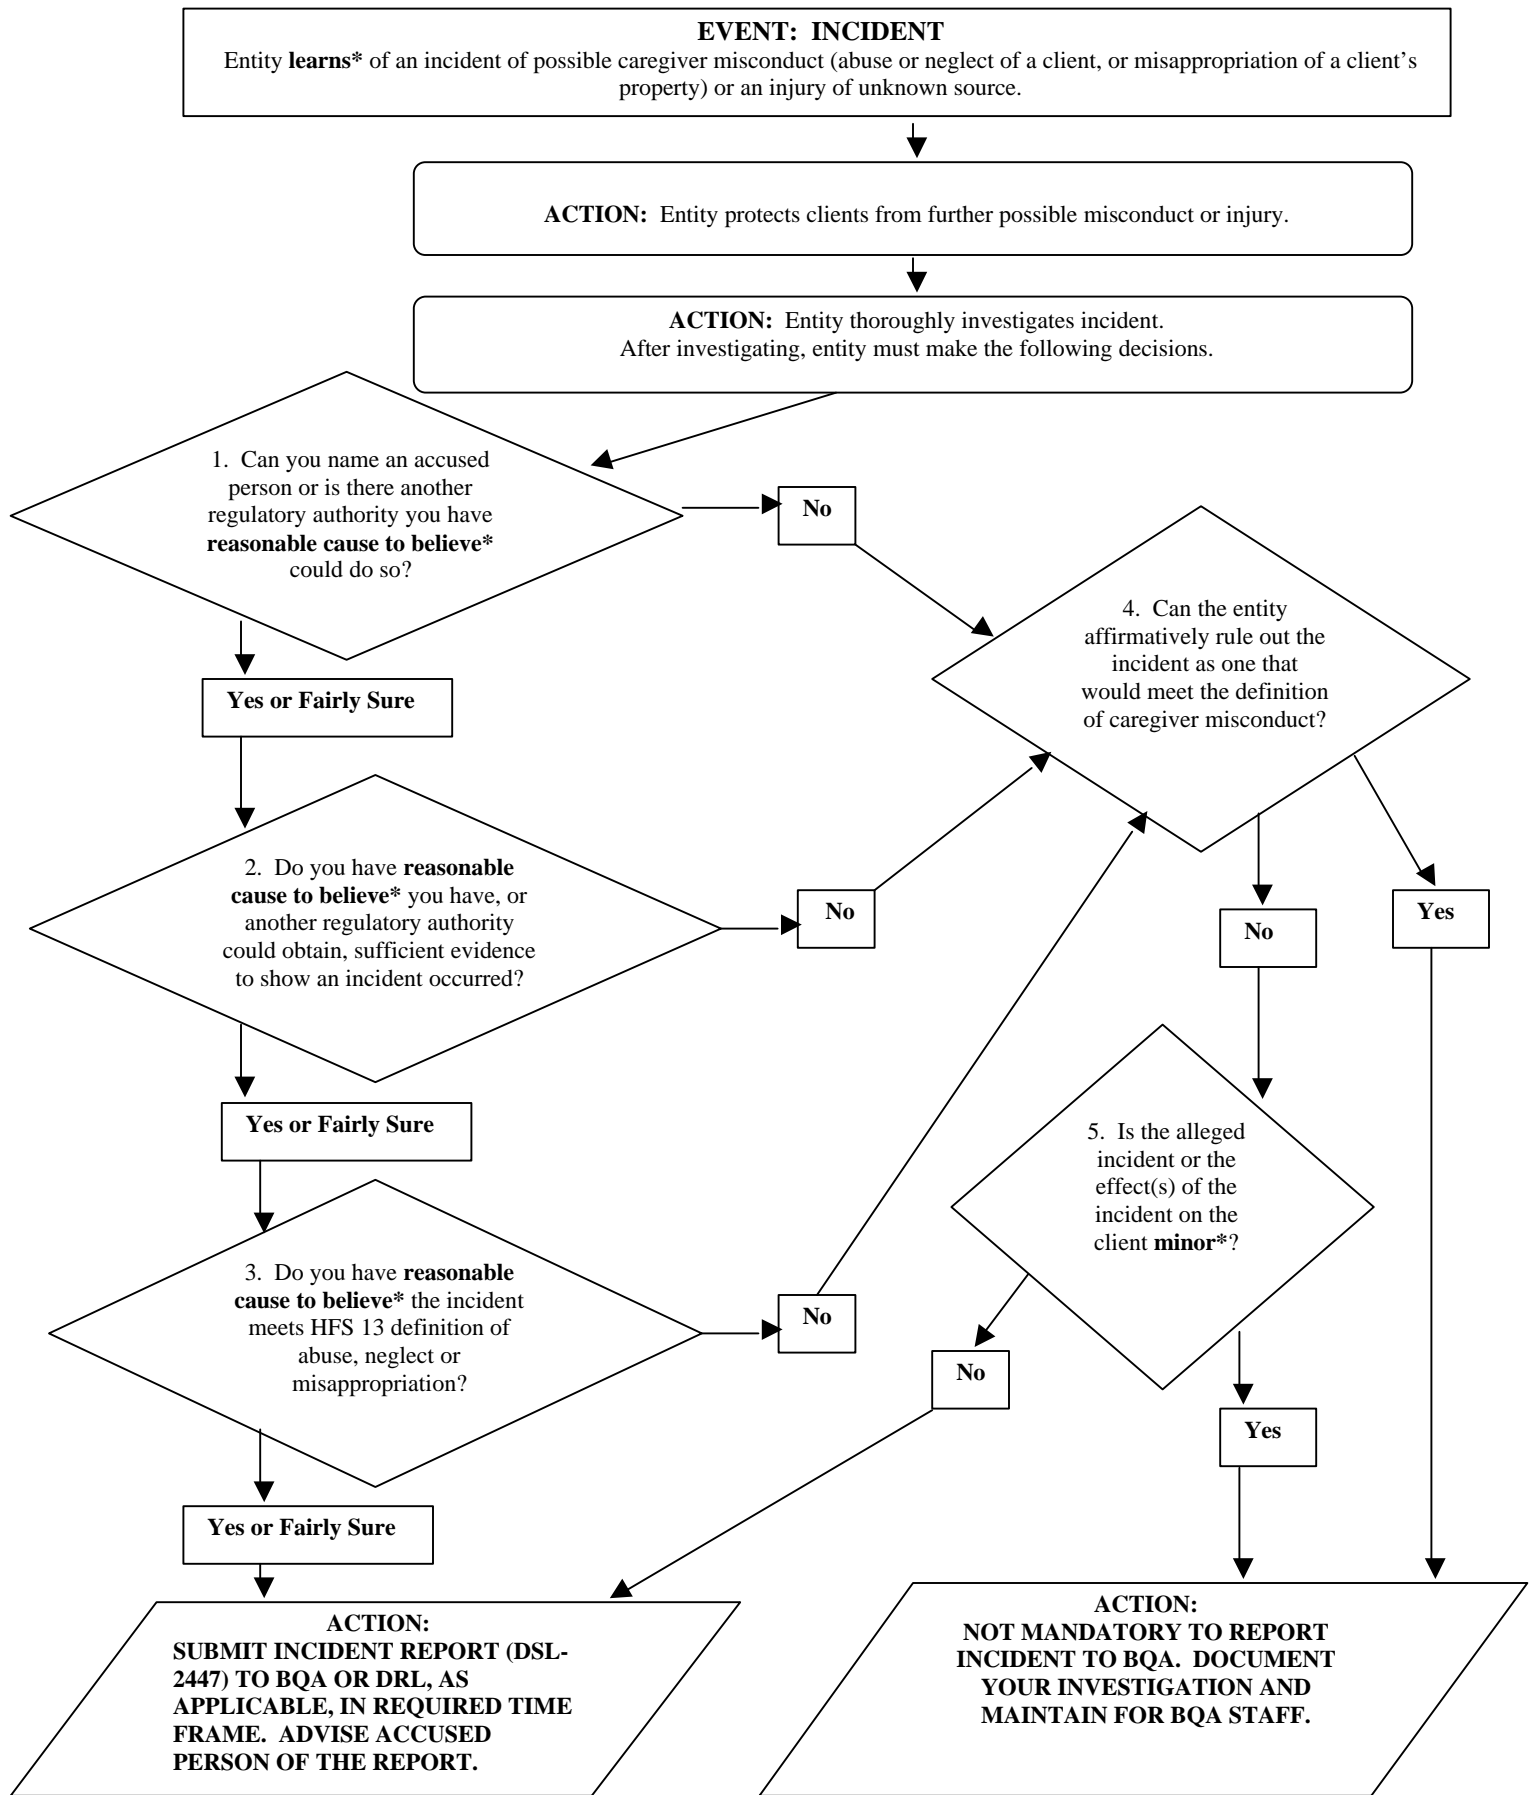 EVENT: INCIDENT
Entity learns* of an incident of possible caregiver misconduct (abuse or neglect of a client, or misappropriation of a client's
property) or an injury of unknown source.
ACTION: Entity protects clients from further possible misconduct or injury.
ACTION: Entity thoroughly investigates incident.
After investigating, entity must make the following decisions.
1. Can you name an accused
person or is there another
regulatory authority you have
reasonable cause to believe*
could do so?
No
Yes or Fairly Sure
2. Do you have reasonable
cause to believe* you have, or
another regulatory authority
could obtain, sufficient evidence
to show an incident occurred?
No
Yes or Fairly Sure
3. Do you have reasonable
cause to believe* the incident
meets HFS 13 definition of
abuse, neglect or
misappropriation?
No
Yes or Fairly Sure
4. Can the entity
affirmatively rule out the
incident as one that
would meet the definition
of caregiver misconduct?
No
Yes
5. Is the alleged
incident or the
effect(s) of the
incident on the
client minor*?
No
Yes
ACTION:
SUBMIT INCIDENT REPORT (DSL-
2447) TO BQA OR DRL, AS
APPLICABLE, IN REQUIRED TIME
FRAME. ADVISE ACCUSED
PERSON OF THE REPORT.
ACTION:
NOT MANDATORY TO REPORT
INCIDENT TO BQA. DOCUMENT
YOUR INVESTIGATION AND
MAINTAIN FOR BQA STAFF.